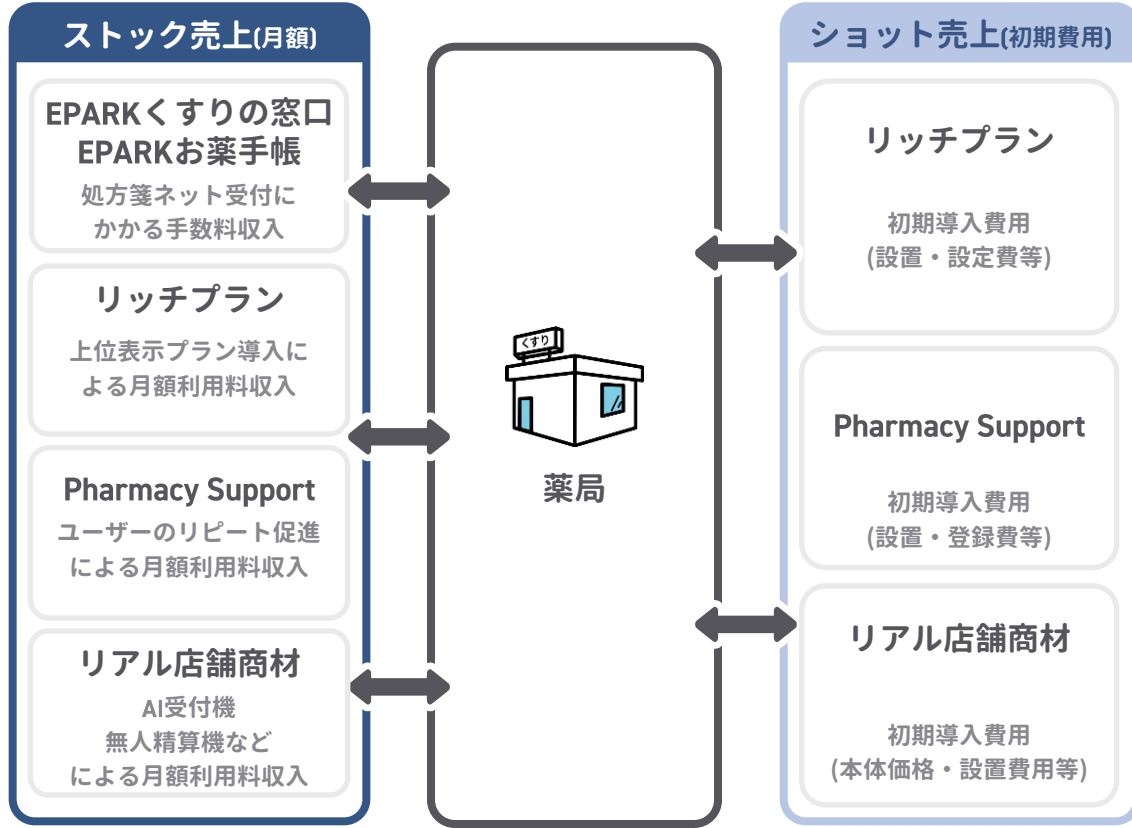 ストック売上(月額)
EPARKくすりの窓口
EPARKお薬手帳
処方箋ネット受付に
かかる手数料収入
リッチプラン
上位表示プラン導入に
よる月額利用料収入
Pharmacy Support
ユーザーのリピート促進
による月額利用料収入
リアル店舗商材
AI受付機
無人精算機など
による月額利用料収入
くすり
薬局
ショット売上(初期費用)
リッチプラン
初期導入費用
(設置・設定費等)
Pharmacy Support
初期導入費用
(設置・登録費等)
リアル店舗商材
初期導入費用
(本体価格・設置費用等)